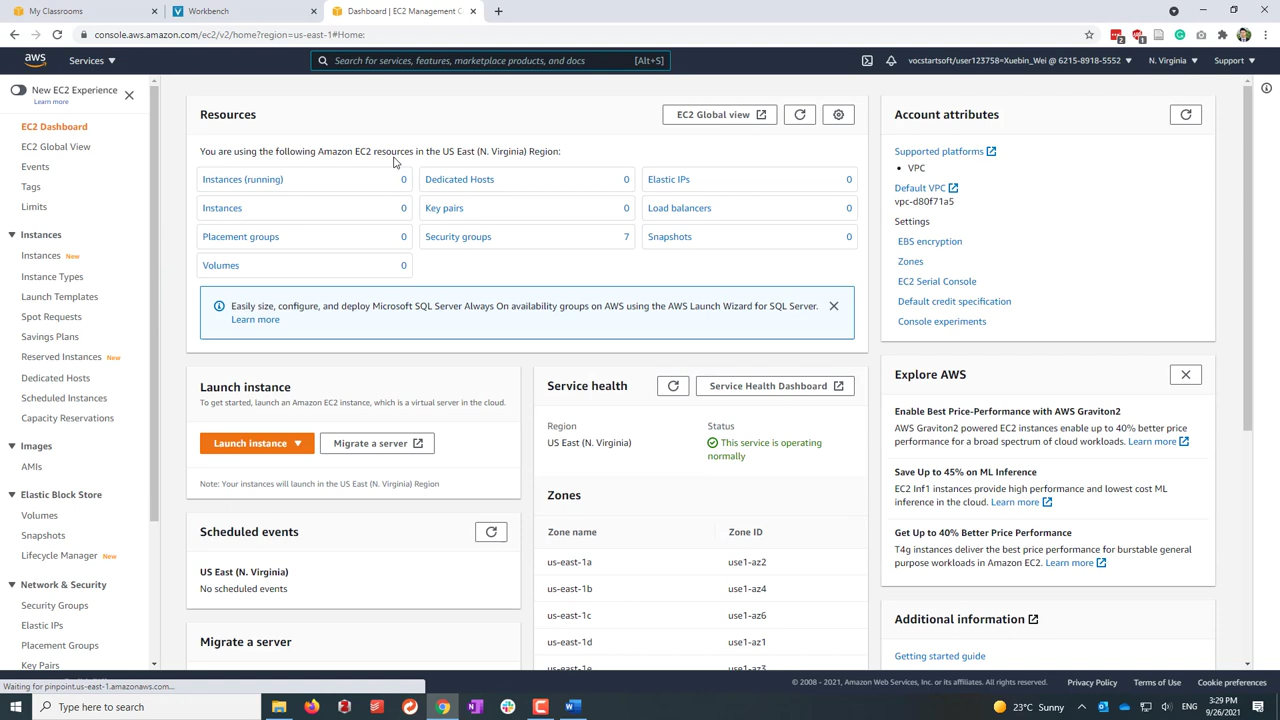 My Classrooms
Workbench
Dashboard | EC2 Management C
console.aws.amazon.com/ec2/v2/home?region=us-east-1#Home:
aws
Services
Search for services, features, marketplace products, and docs
[Alt+S]
vocstartsoft/user123758=Xuebin_Wei @ 6215-8918-5552
N. Virginia
Support
New EC2 Experience
Learn more
EC2 Dashboard
EC2 Global View
Events
Tags
Limits
Instances
Instances New
Instance Types
Launch Templates
Spot Requests
Savings Plans
Reserved Instances New
Dedicated Hosts
Scheduled Instances
Capacity Reservations
Images
AMIs
Elastic Block Store
Volumes
Snapshots
Lifecycle Manager New
Network & Security
Security Groups
Elastic IPs
Placement Groups
Key Pairs
Resources
EC2 Global view
You are using the following Amazon EC2 resources in the US East (N. Virginia) Region:
Instances (running) 0
Dedicated Hosts 0
Elastic IPs 0
Instances 0
Key pairs 0
Load balancers 0
Placement groups 0
Security groups 7
Snapshots 0
Volumes 0
Easily size, configure, and deploy Microsoft SQL Server Always On availability groups on AWS using the AWS Launch Wizard for SQL Server.
Learn more
Launch instance
To get started, launch an Amazon EC2 instance, which is a virtual server in the cloud.
Launch instance
Migrate a server
Note: Your instances will launch in the US East (N. Virginia) Region
Scheduled events
US East (N. Virginia)
No scheduled events
Migrate a server
Service health
Service Health Dashboard
Region
Status
US East (N. Virginia)
This service is operating
normally
Zones
Zone name
Zone ID
us-east-1a
use1-az2
us-east-1b
use1-az4
us-east-1c
use1-az6
us-east-1d
use1-az1
us-east-1e
use1-az3
Account attributes
Supported platforms
VPC
Default VPC
vpc-d80f71a5
Settings
EBS encryption
Zones
EC2 Serial Console
Default credit specification
Console experiments
Explore AWS
Enable Best Price-Performance with AWS Graviton2
AWS Graviton2 powered EC2 instances enable up to 40% better price
performance for a broad spectrum of cloud workloads. Learn more
Save Up to 45% on ML Inference
EC2 Inf1 instances provide high performance and lowest cost ML
inference in the cloud. Learn more
Get Up to 40% Better Price Performance
T4g instances deliver the best price performance for burstable general
purpose workloads in Amazon EC2. Learn more
Additional information
Getting started guide
Waiting for pinpoint.us-east-1.amazonaws.com...
© 2008 - 2021, Amazon Web Services, Inc. or its affiliates. All rights reserved.
Privacy Policy
Terms of Use
Cookie preferences
Type here to search
23°C Sunny
3:29 PM
9/26/2021